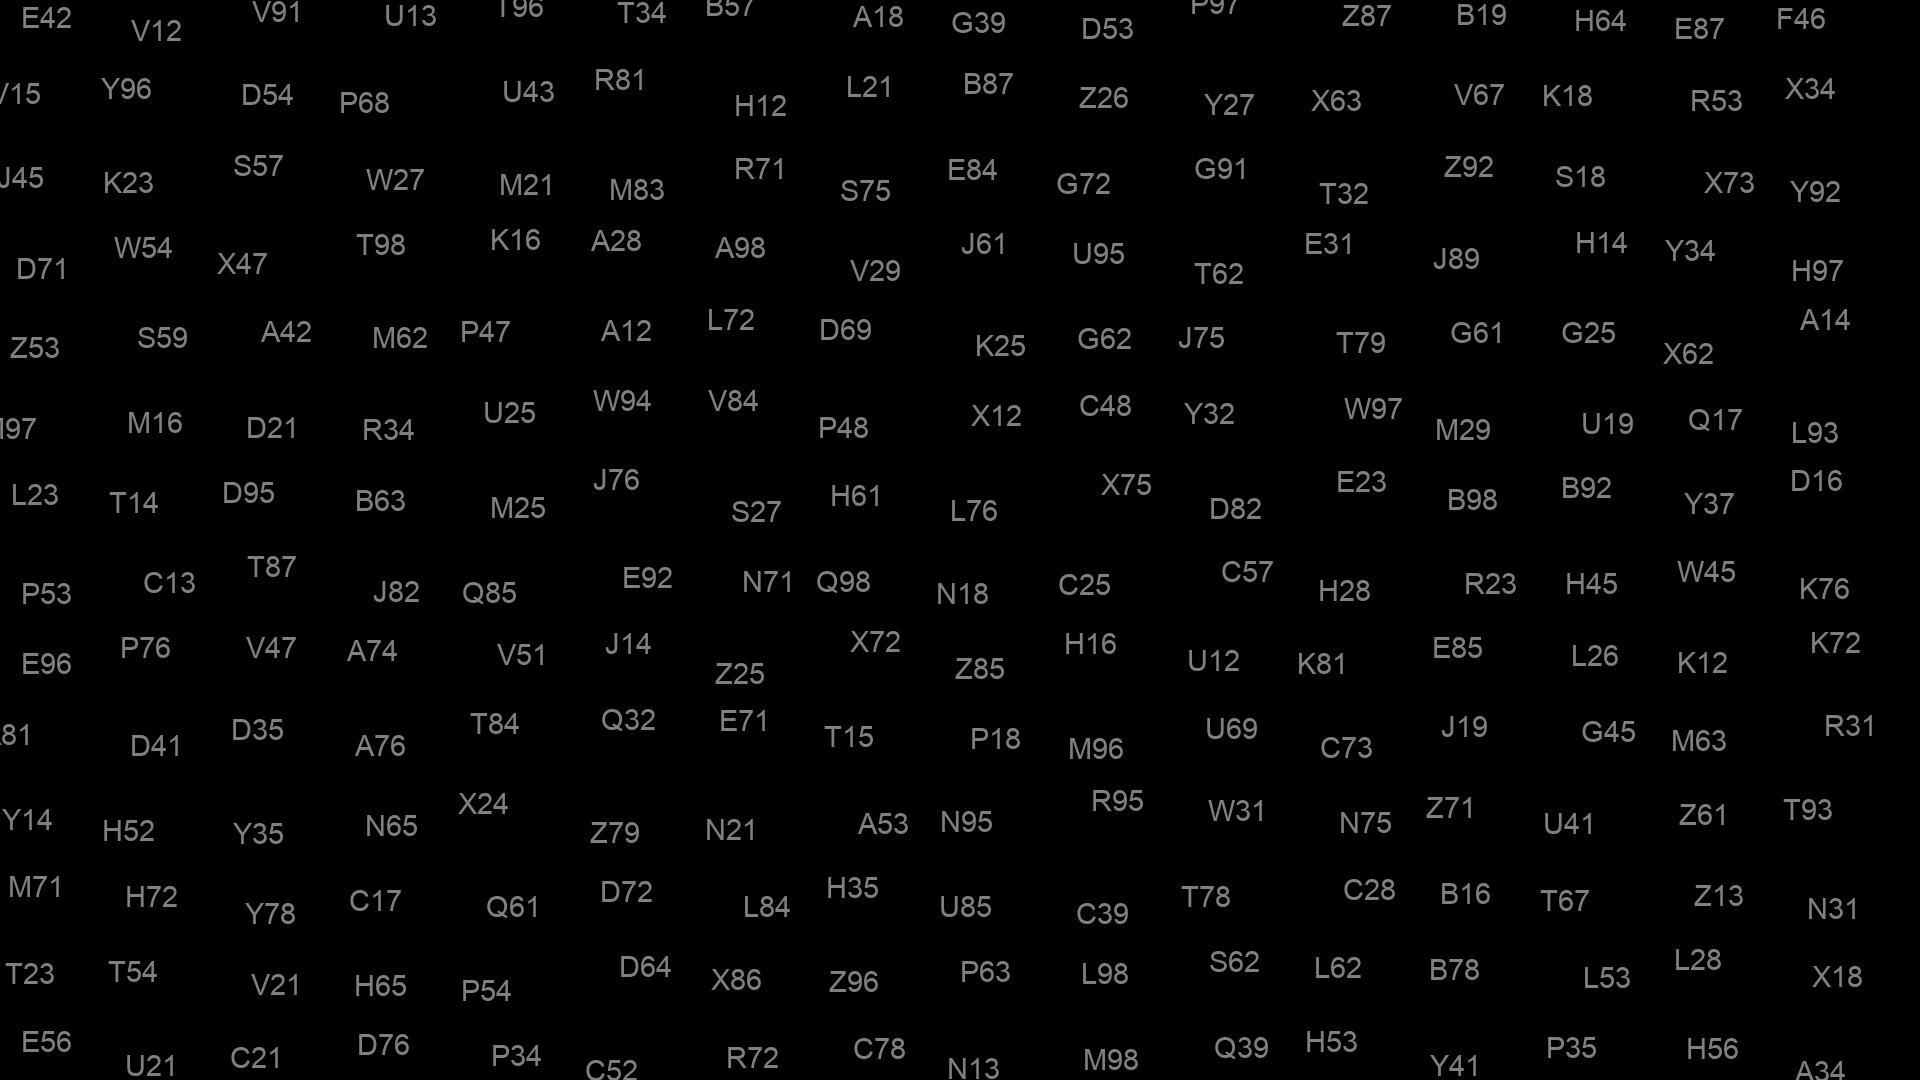 E42 V12 V91 U13 T96 T34 B57 A18 G39 D53 P97 Z87 B19 H64 E87 F46
V15 Y96 D54 P68 U43 R81 H12 L21 B87 Z26 Y27 X63 V67 K18 R53 X34
J45 K23 S57 W27 M21 M83 R71 S75 E84 G72 G91 T32 Z92 S18 X73 Y92
D71 W54 X47 T98 K16 A28 A98 V29 J61 U95 T62 E31 J89 H14 Y34 H97
Z53 S59 A42 M62 P47 A12 L72 D69 K25 G62 J75 T79 G61 G25 X62 A14
M16 D21 R34 U25 W94 V84 P48 X12 C48 Y32 W97 M29 U19 Q17 L93
L23 T14 D95 B63 M25 J76 S27 H61 L76 X75 D82 E23 B98 B92 Y37 D16
P53 C13 T87 J82 Q85 E92 N71 Q98 N18 C25 C57 H28 R23 H45 W45 K76
E96 P76 V47 A74 V51 J14 Z25 X72 Z85 H16 U12 K81 E85 L26 K12 K72
D41 D35 A76 T84 Q32 E71 T15 P18 M96 U69 C73 J19 G45 M63 R31
Y14 H52 Y35 N65 X24 Z79 N21 A53 N95 R95 W31 N75 Z71 U41 Z61 T93
M71 H72 Y78 C17 Q61 D72 L84 H35 U85 C39 T78 C28 B16 T67 Z13 N31
T23 T54 V21 H65 P54 D64 X86 Z96 P63 L98 S62 L62 B78 L53 L28 X18
E56 U21 C21 D76 P34 C52 R72 C78 N13 M98 Q39 H53 Y41 P35 H56 A34